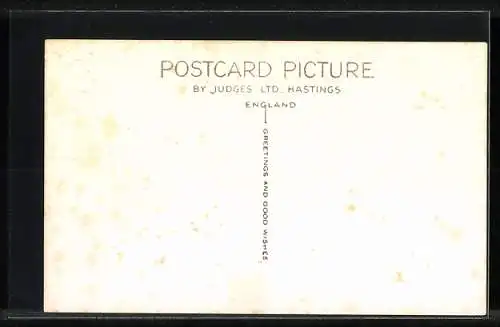 POSTCARD PICTURE
BY JUDGES LTD. HASTINGS
ENGLAND
GREETINGS AND GOOD WISHES